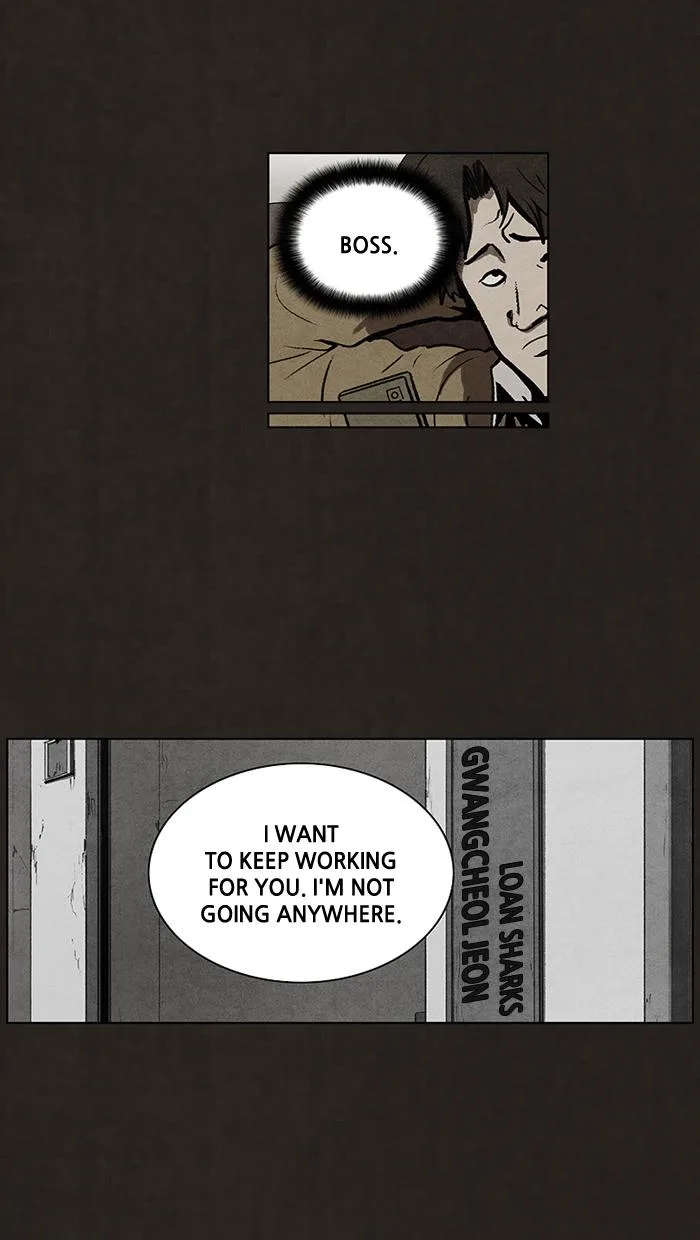 BOSS.
I WANT
TO KEEP WORKING
FOR YOU. I'M NOT
GOING ANYWHERE.
LOAN SHARKS
GWANGCHEOL JEON